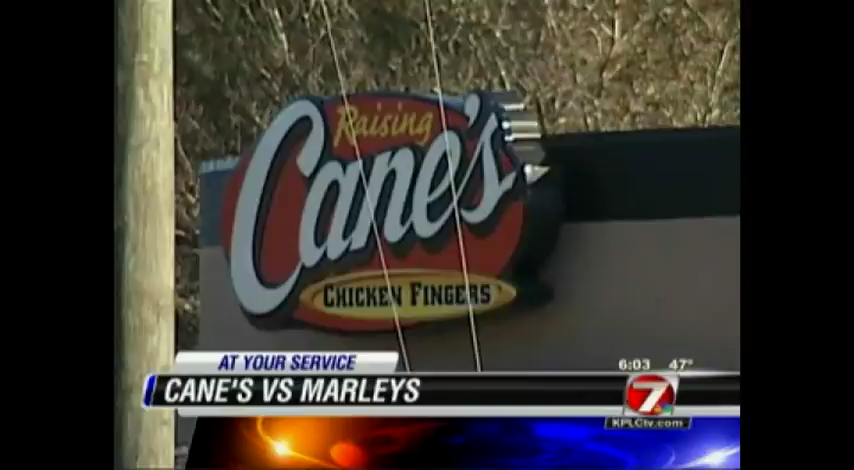 Raising
Cane's
CHICKEN FINGERS
AT YOUR SERVICE
6:03 47°
CANE'S VS MARLEYS
7
KPLCtv.com